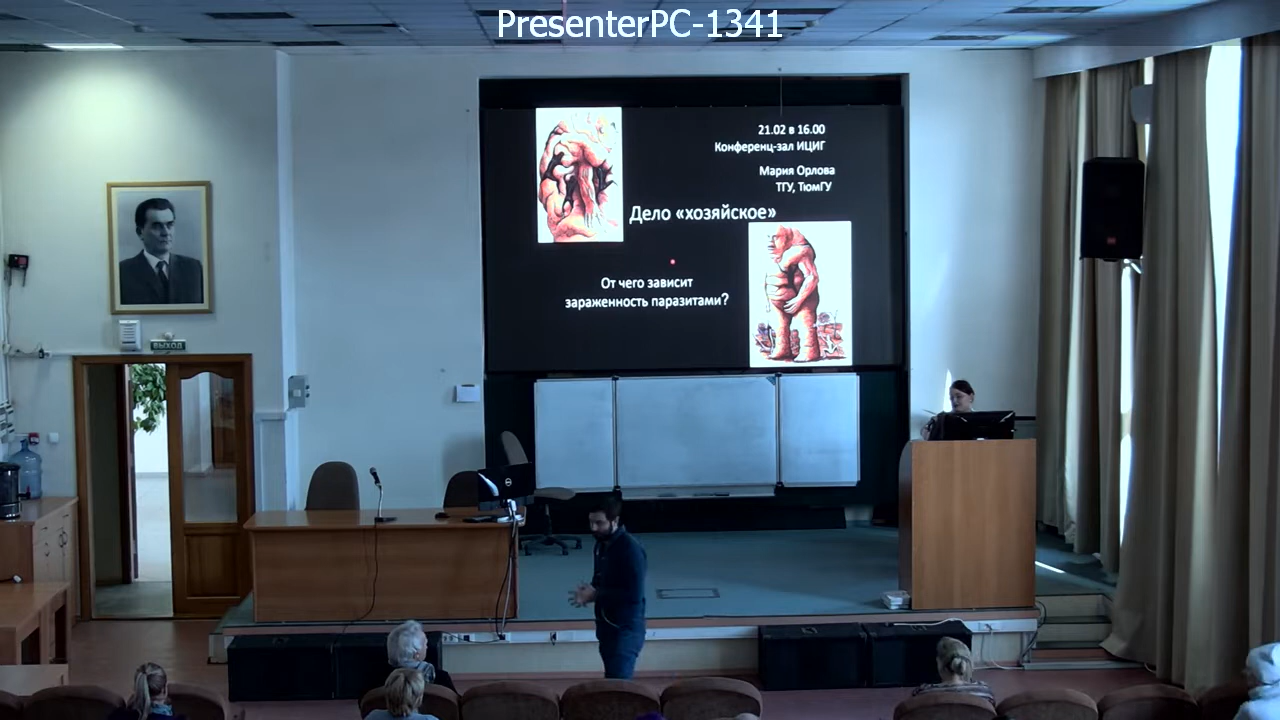 PresenterPC-1341
21.02 в 16.00
Конференц-зал ИЦИГ
Мария Орлова
ТГУ, ТюмГУ
Дело «хозяйское»
От чего зависит
зараженность паразитами?
ВЫХОД